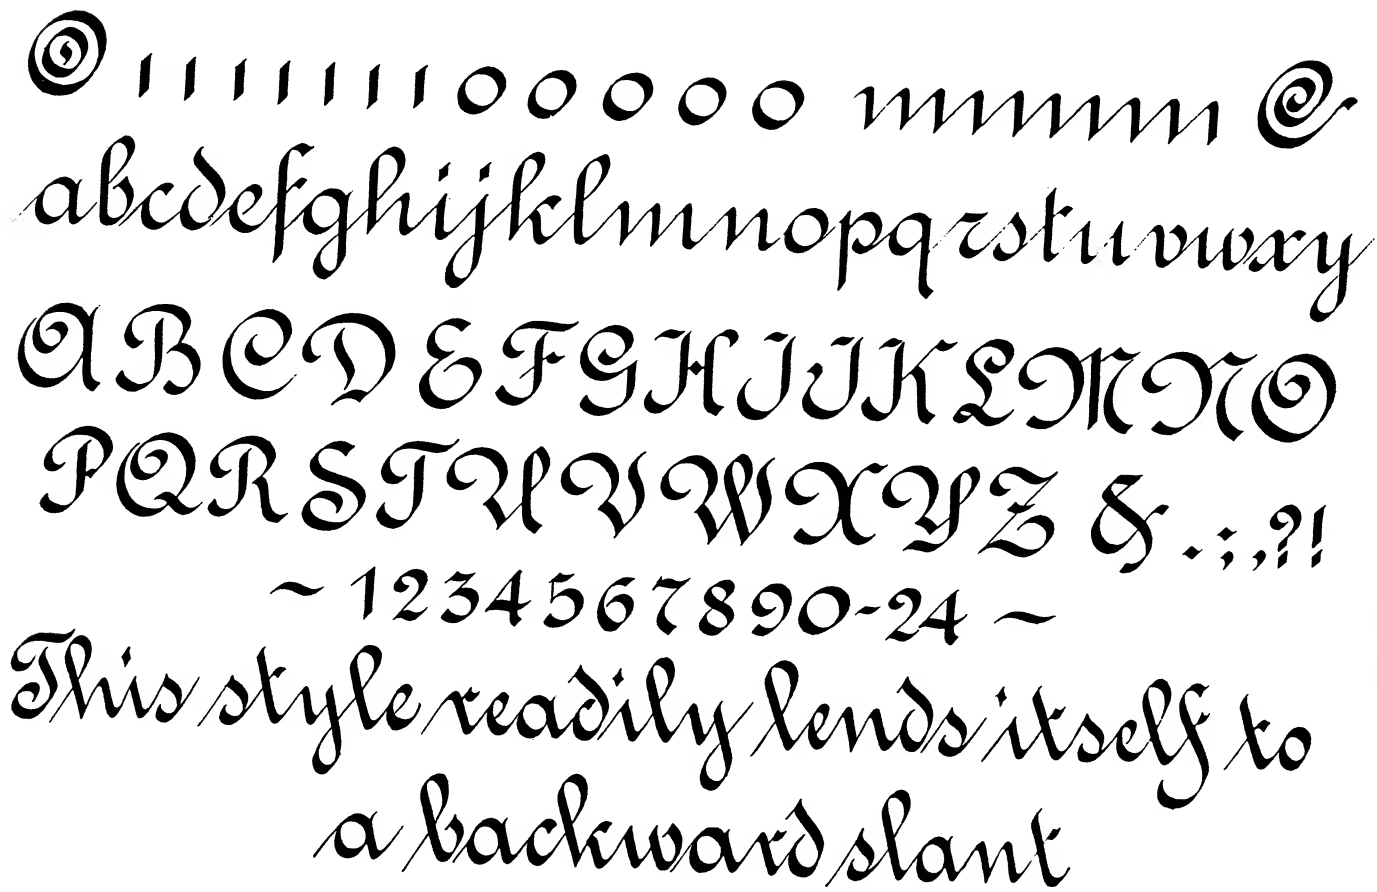 abcdefghijklmnopqrstuvwxy
ABCDEFGHIJKLMNO
PQRSTUVWXYZ & . ; , ? !
~ 1234567890-24 ~
This style readily lends itself to
a backward slant